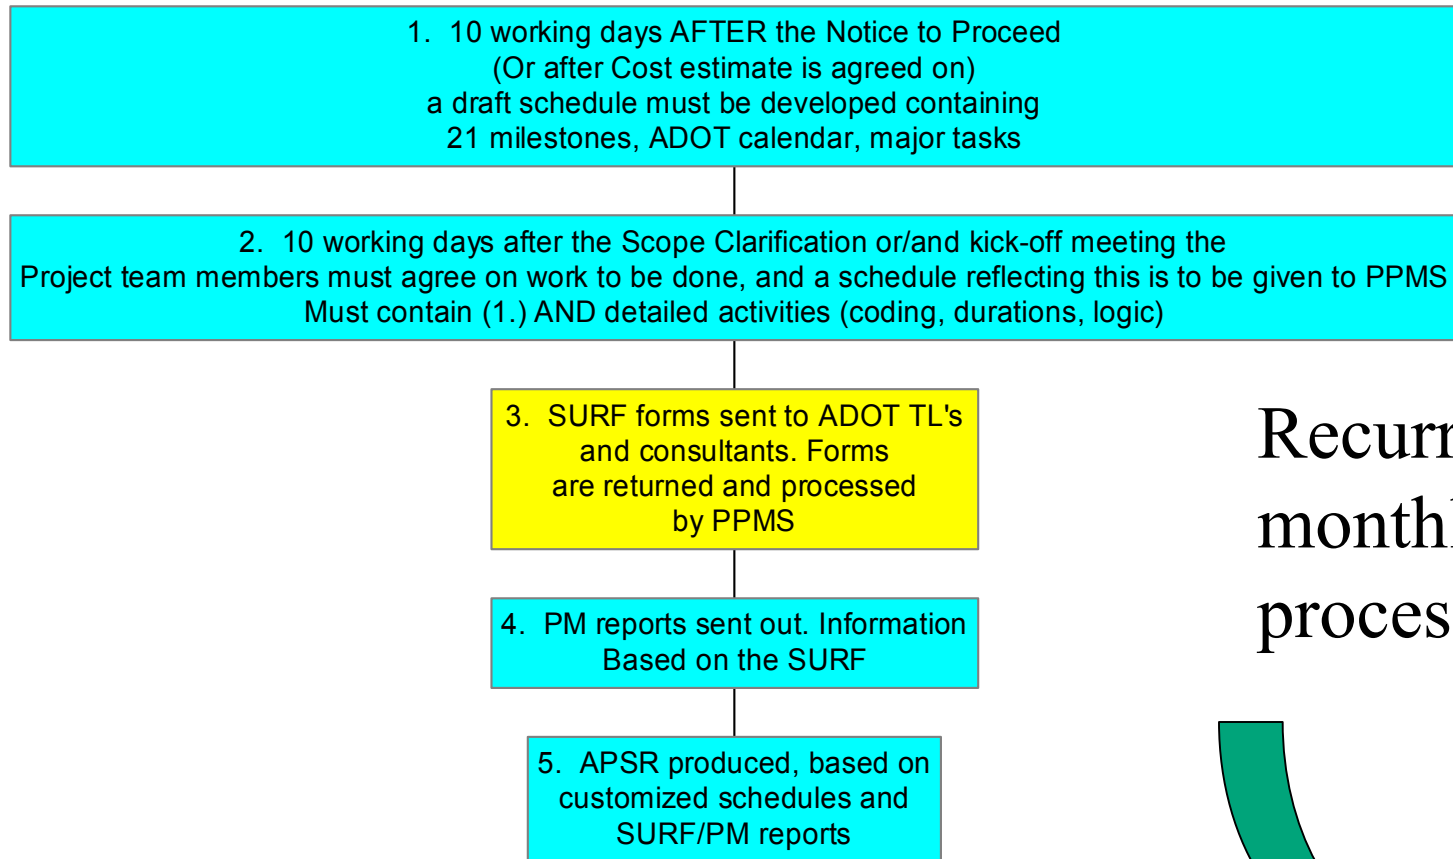 1. 10 working days AFTER the Notice to Proceed
(Or after Cost estimate is agreed on)
a draft schedule must be developed containing
21 milestones, ADOT calendar, major tasks
2. 10 working days after the Scope Clarification or/and kick-off meeting the
Project team members must agree on work to be done, and a schedule reflecting this is to be given to PPMS
Must contain (1.) AND detailed activities (coding, durations, logic)
3. SURF forms sent to ADOT TL's
and consultants. Forms
are returned and processed
by PPMS
4. PM reports sent out. Information
Based on the SURF
5. APSR produced, based on
customized schedules and
SURF/PM reports